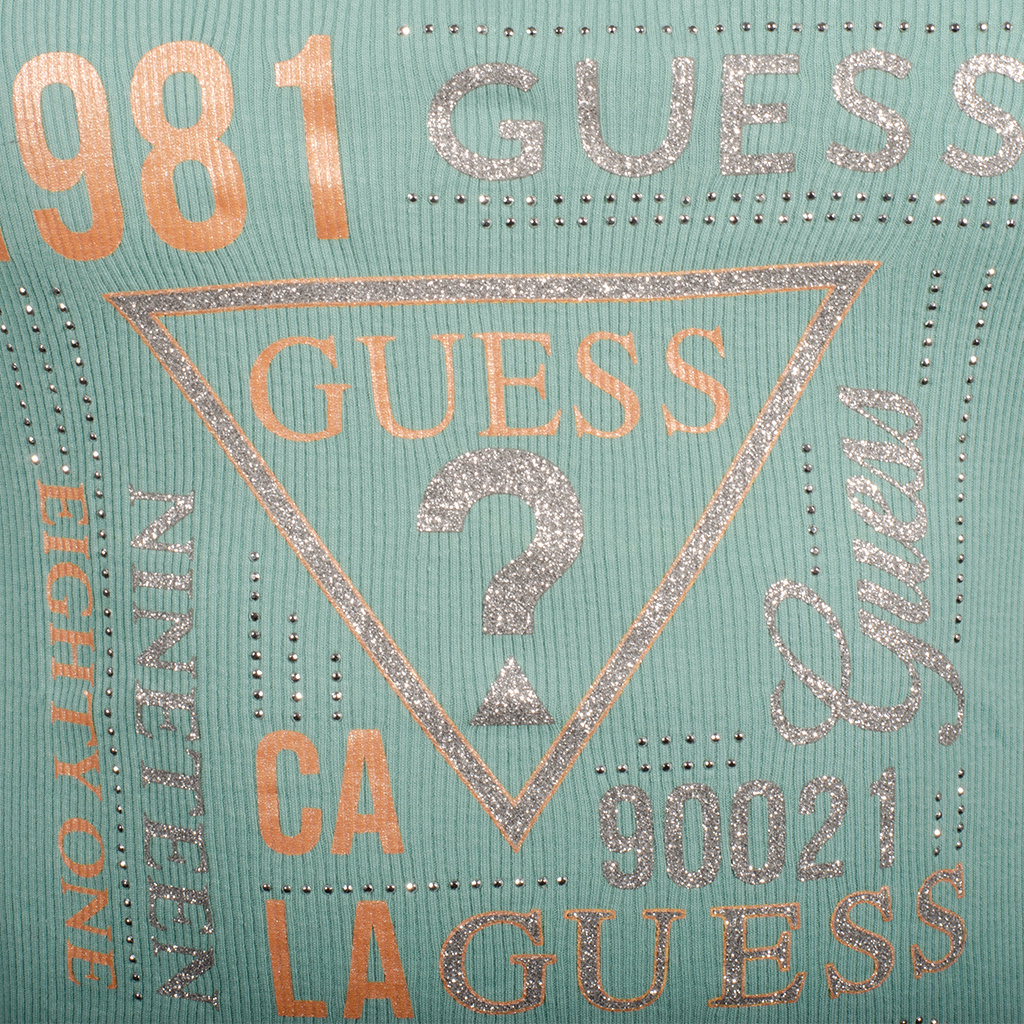 1981
GUESS
GUESS
?
Guess
EIGHTY ONE
NINETEEN
CA
90021
LA GUESS